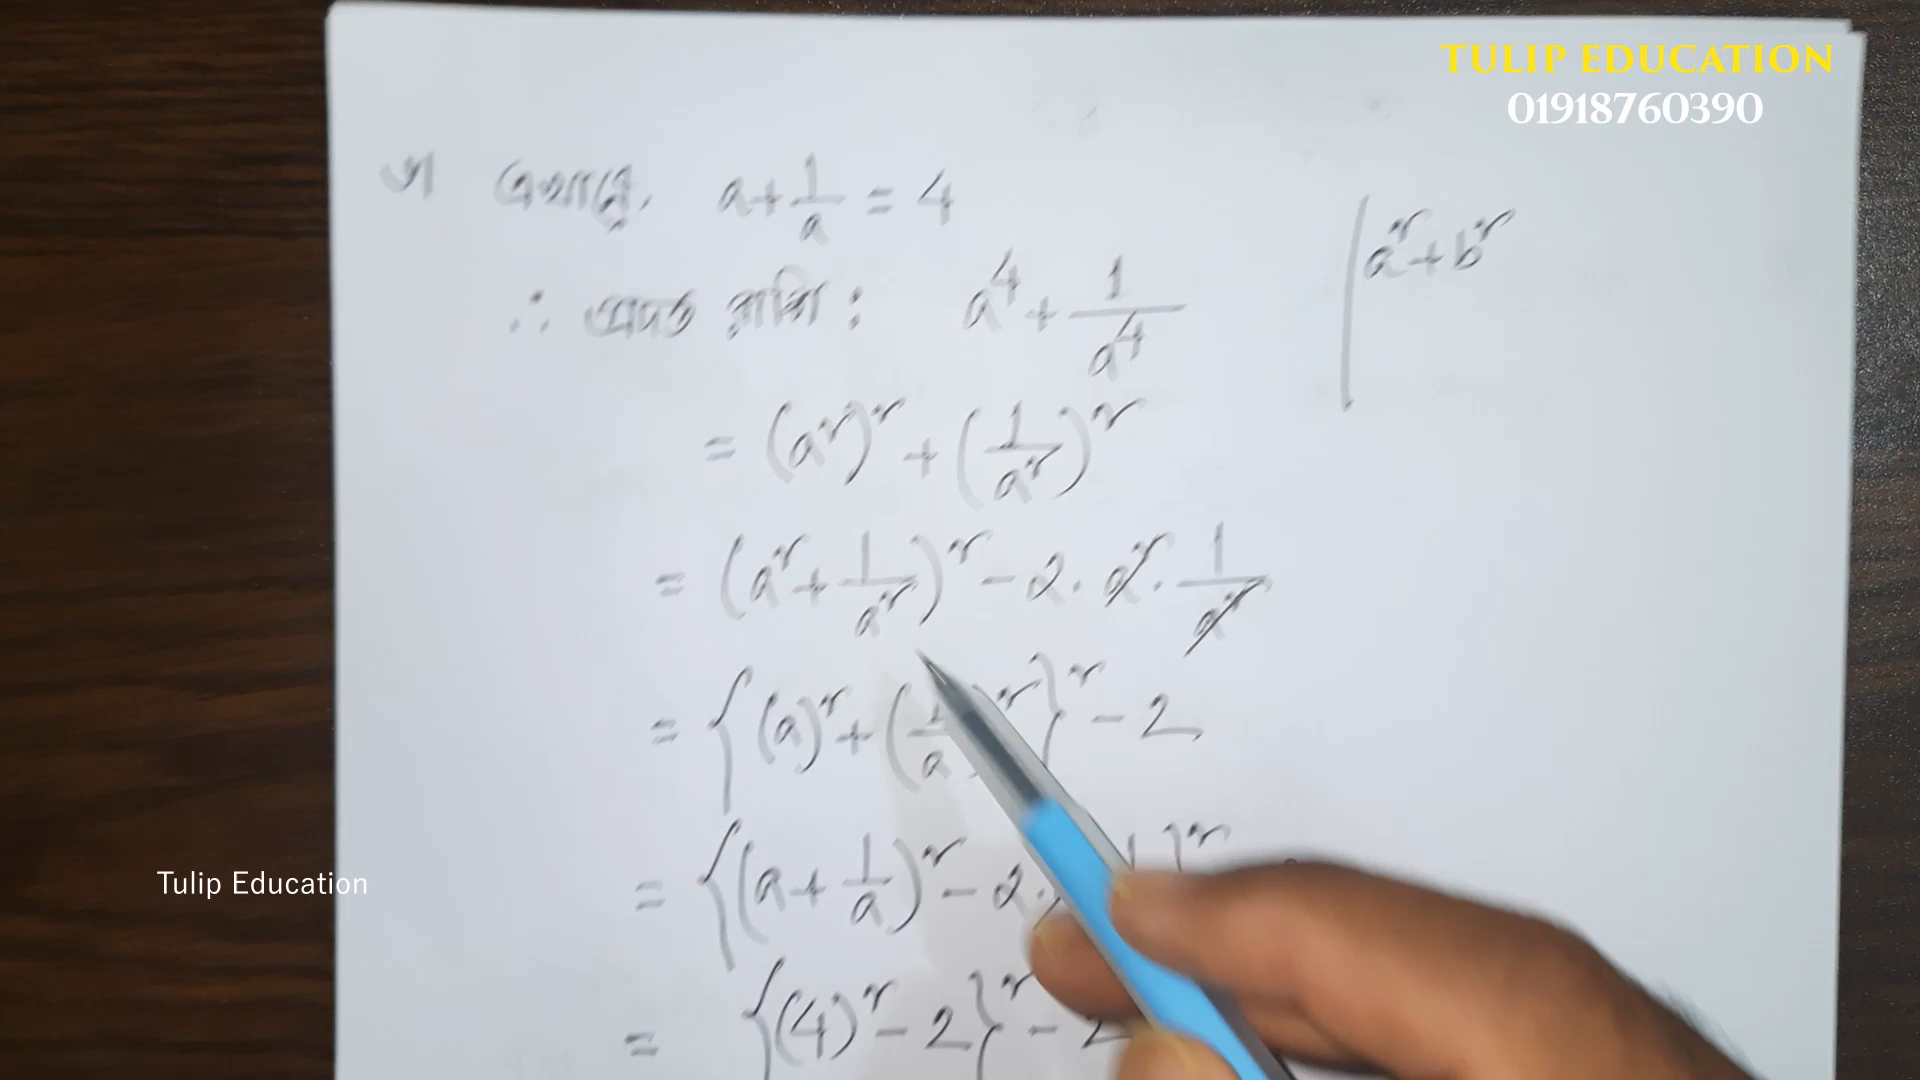 TULIP EDUCATION
01918760390
এখানে, a + 1/a = 4
∴ প্রদত্ত রাশি : a⁴ + 1/a⁴
a² + b²
= (a²)² + (1/a²)²
= (a² + 1/a²)² - 2 . a² . 1/a²
= {(a)² + (1/a)²}² - 2
= {(a + 1/a)² - 2 .
= {(4)² - 2}² - 2
Tulip Education